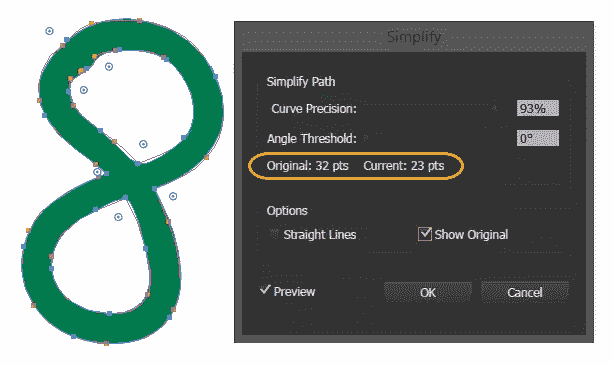 Simplify
Simplify Path
Curve Precision: 93%
Angle Threshold: 0°
Original: 32 pts Current: 23 pts
Options
Straight Lines Show Original
Preview OK Cancel